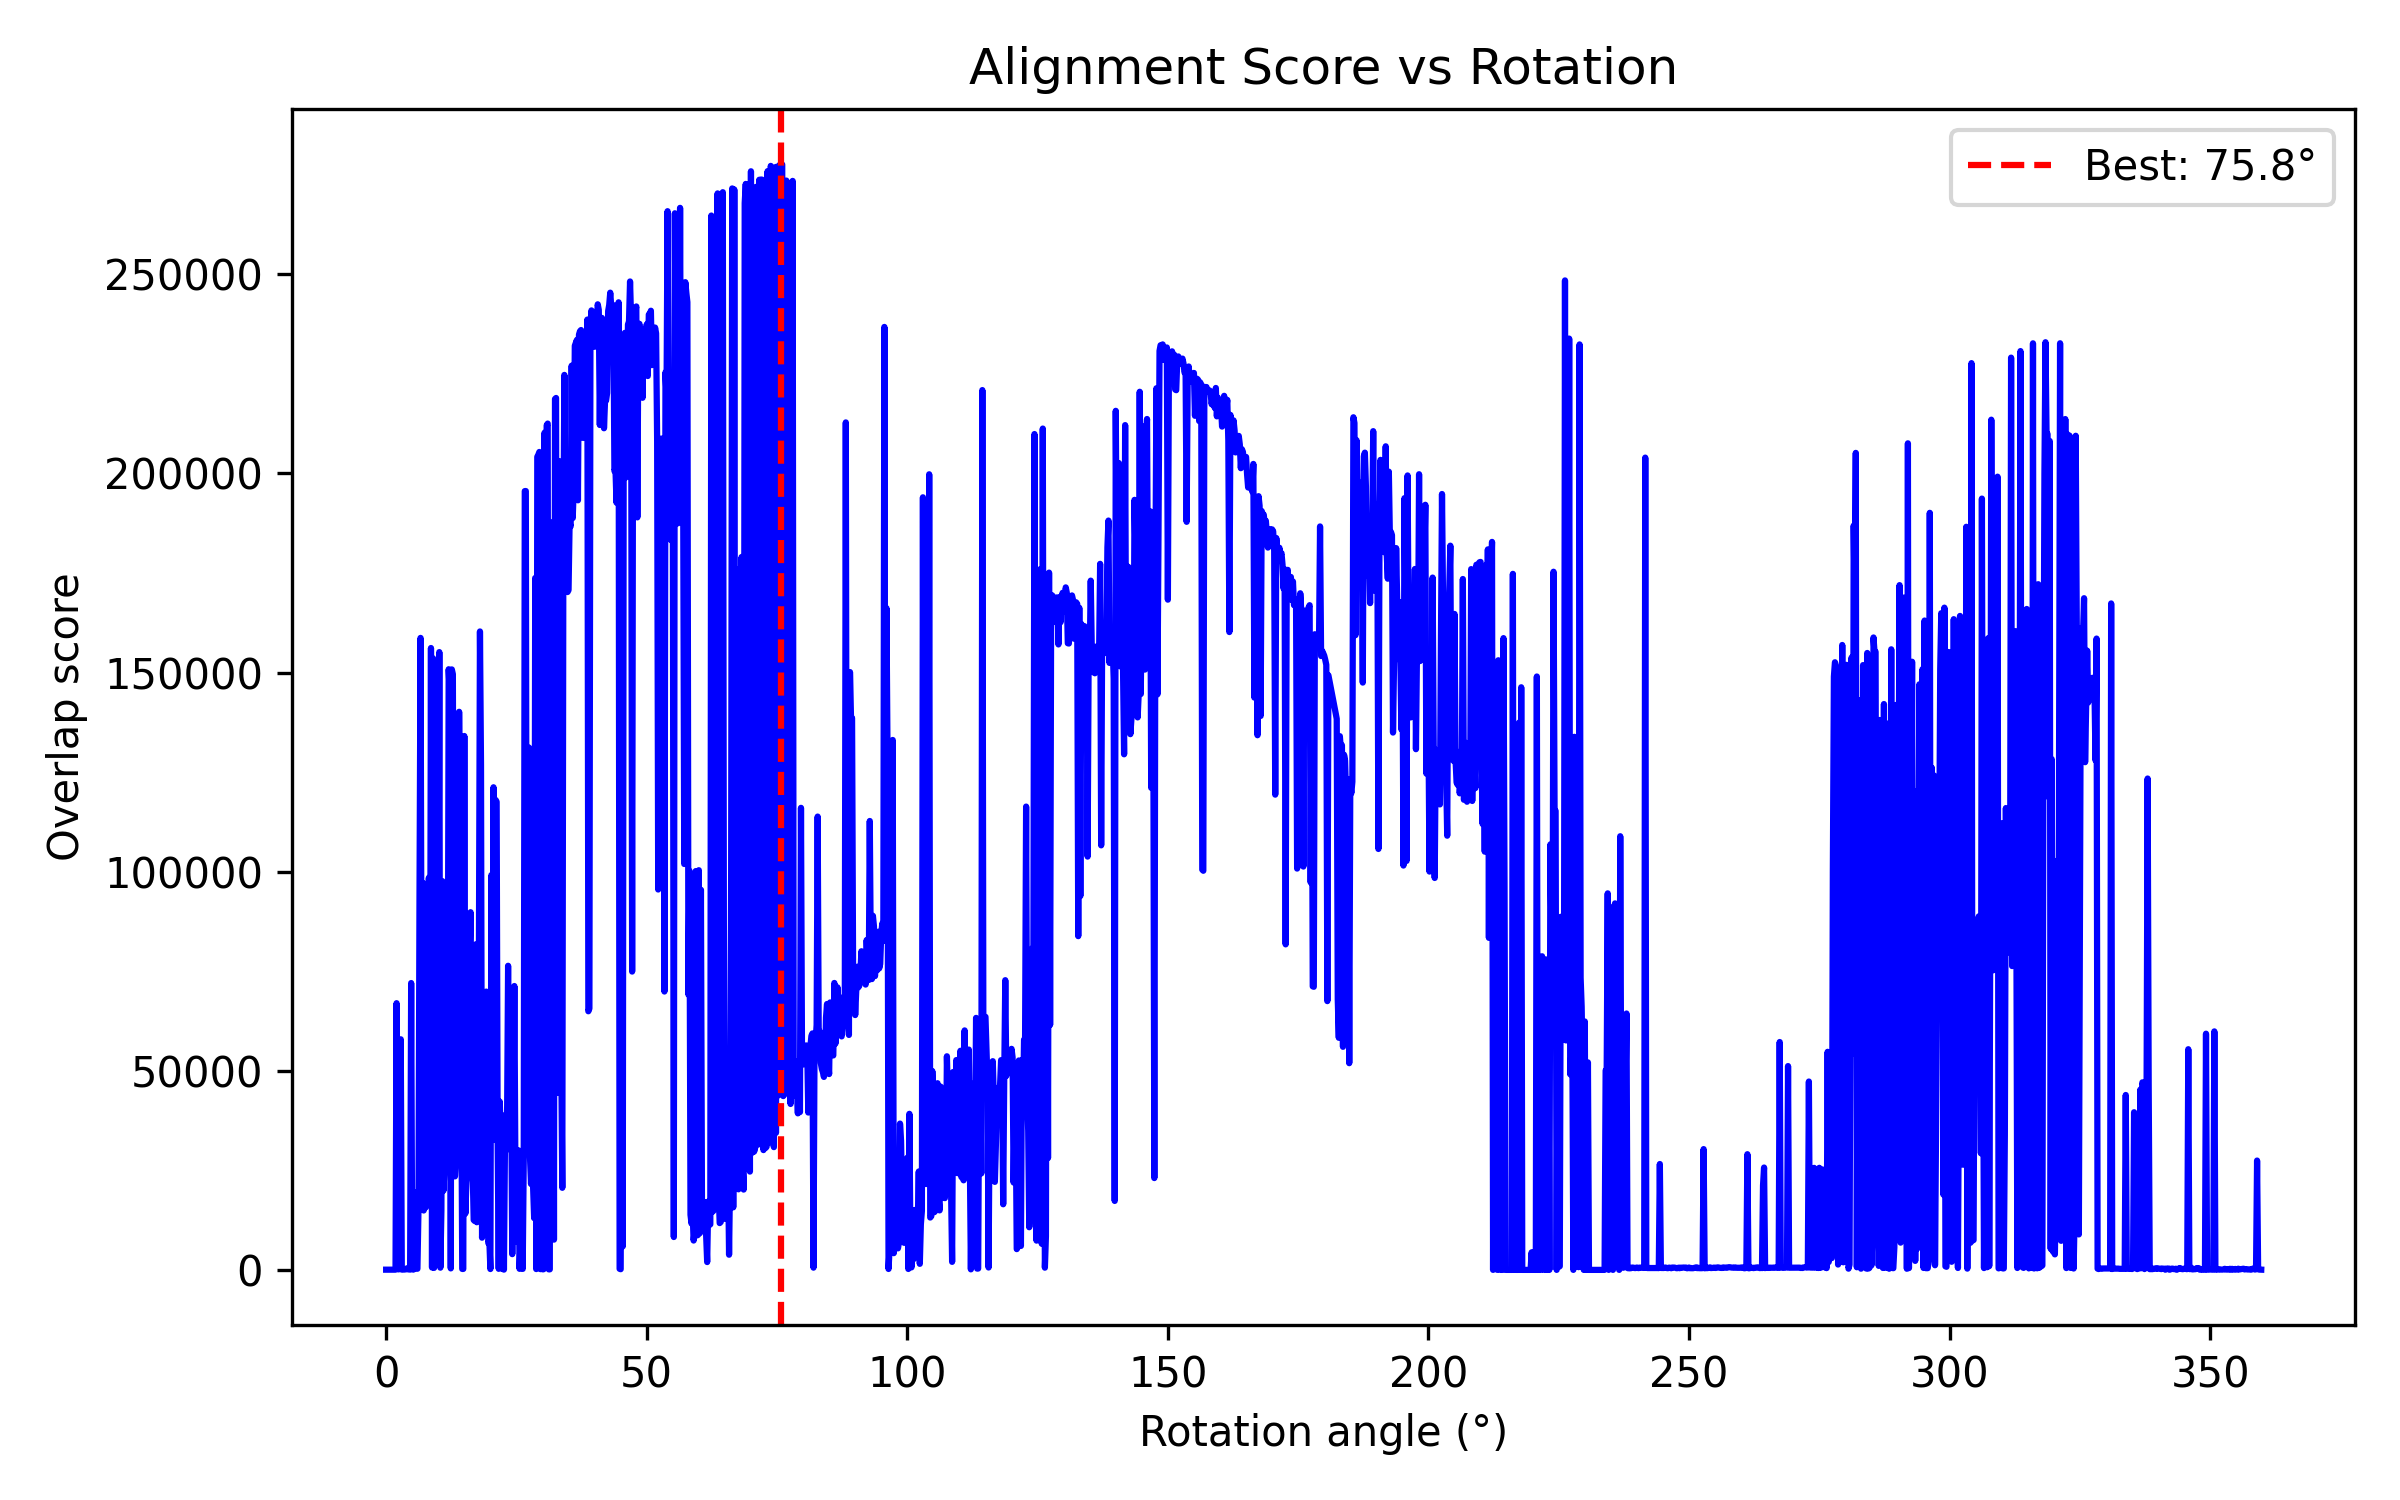 Alignment Score vs Rotation
Best: 75.8°
Overlap score
250000
200000
150000
100000
50000
0
0 50 100 150 200 250 300 350
Rotation angle (°)